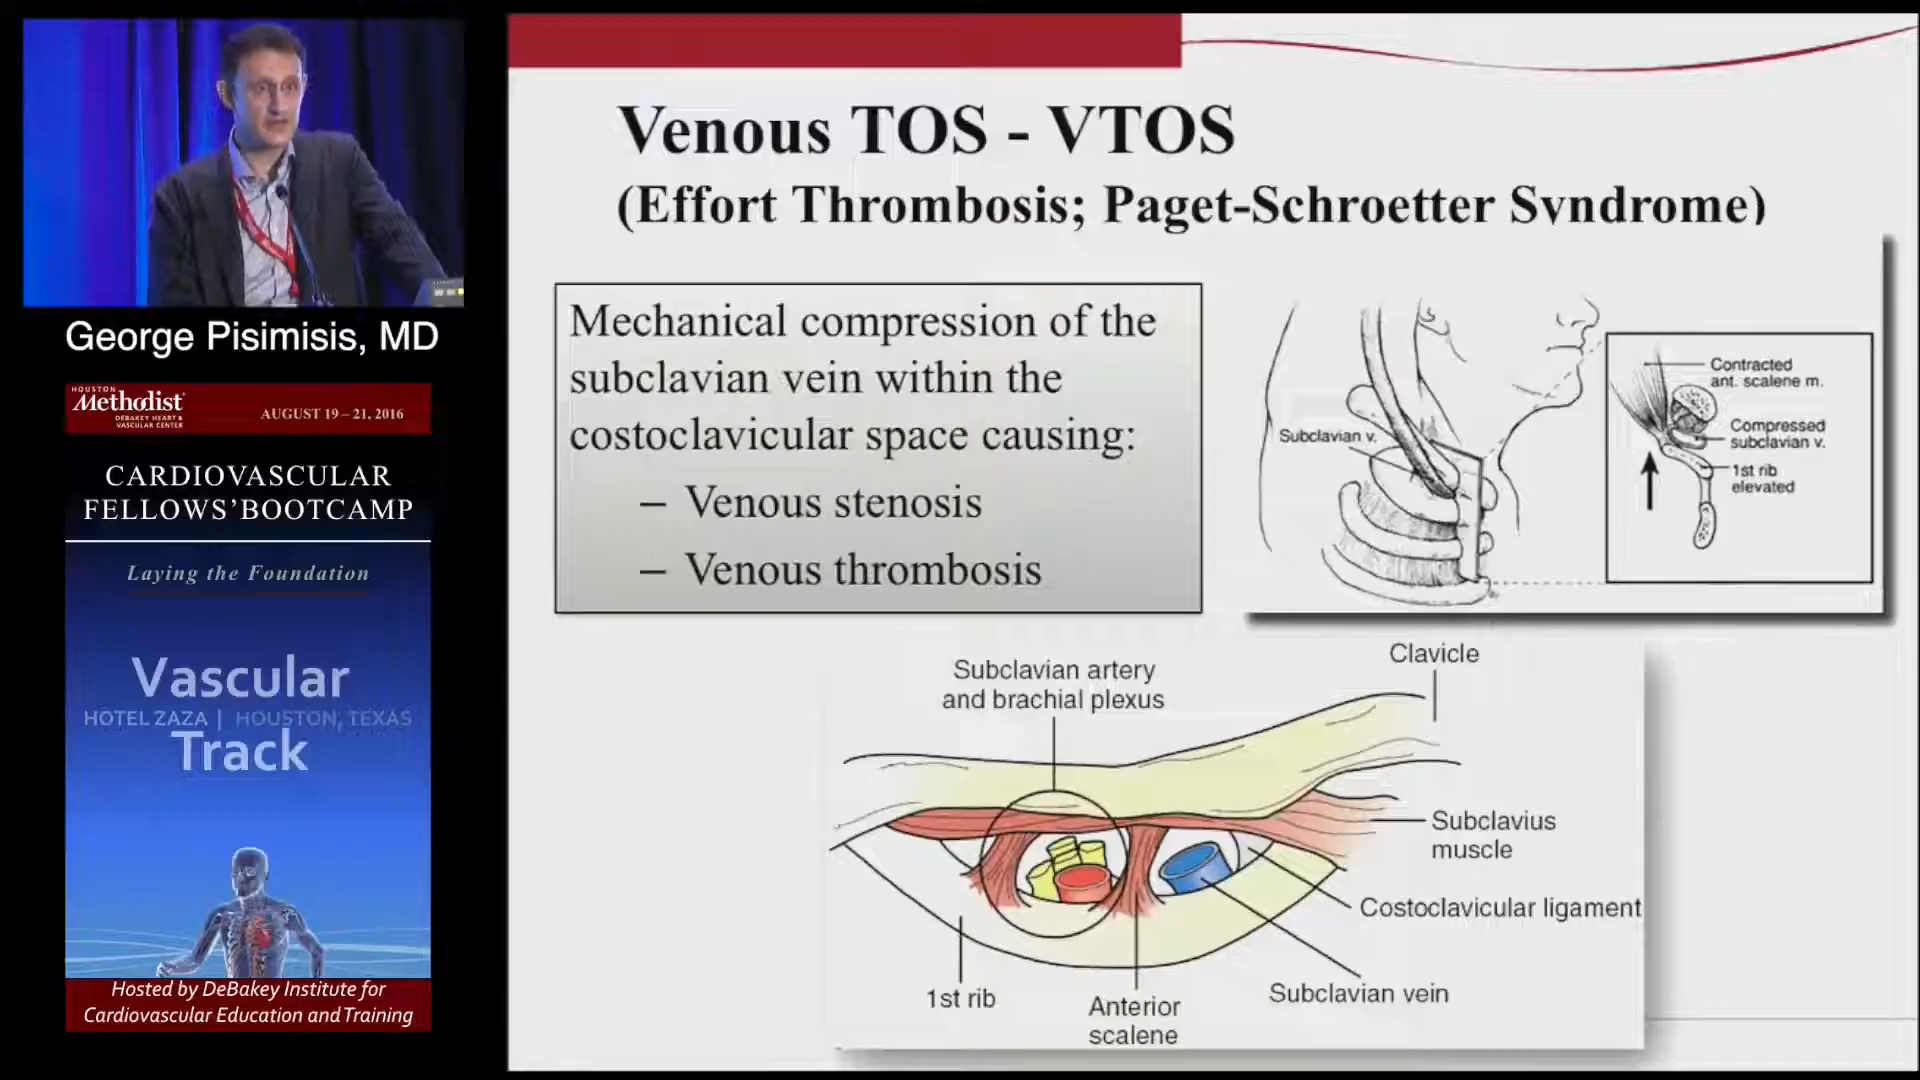 George Pisimisis, MD
HOUSTON
Methodist
DEBAKEY HEART &
VASCULAR CENTER
AUGUST 19 – 21, 2016
CARDIOVASCULAR
FELLOWS' BOOTCAMP
Laying the Foundation
Vascular
HOTEL ZAZA | HOUSTON, TEXAS
Track
Hosted by DeBakey Institute for
Cardiovascular Education and Training
Venous TOS - VTOS
(Effort Thrombosis; Paget-Schroetter Syndrome)
Mechanical compression of the
subclavian vein within the
costoclavicular space causing:
– Venous stenosis
– Venous thrombosis
Subclavian v.
Contracted
ant. scalene m.
Compressed
subclavian v.
1st rib
elevated
Subclavian artery
and brachial plexus
Clavicle
Subclavius
muscle
Costoclavicular ligament
Subclavian vein
1st rib
Anterior
scalene